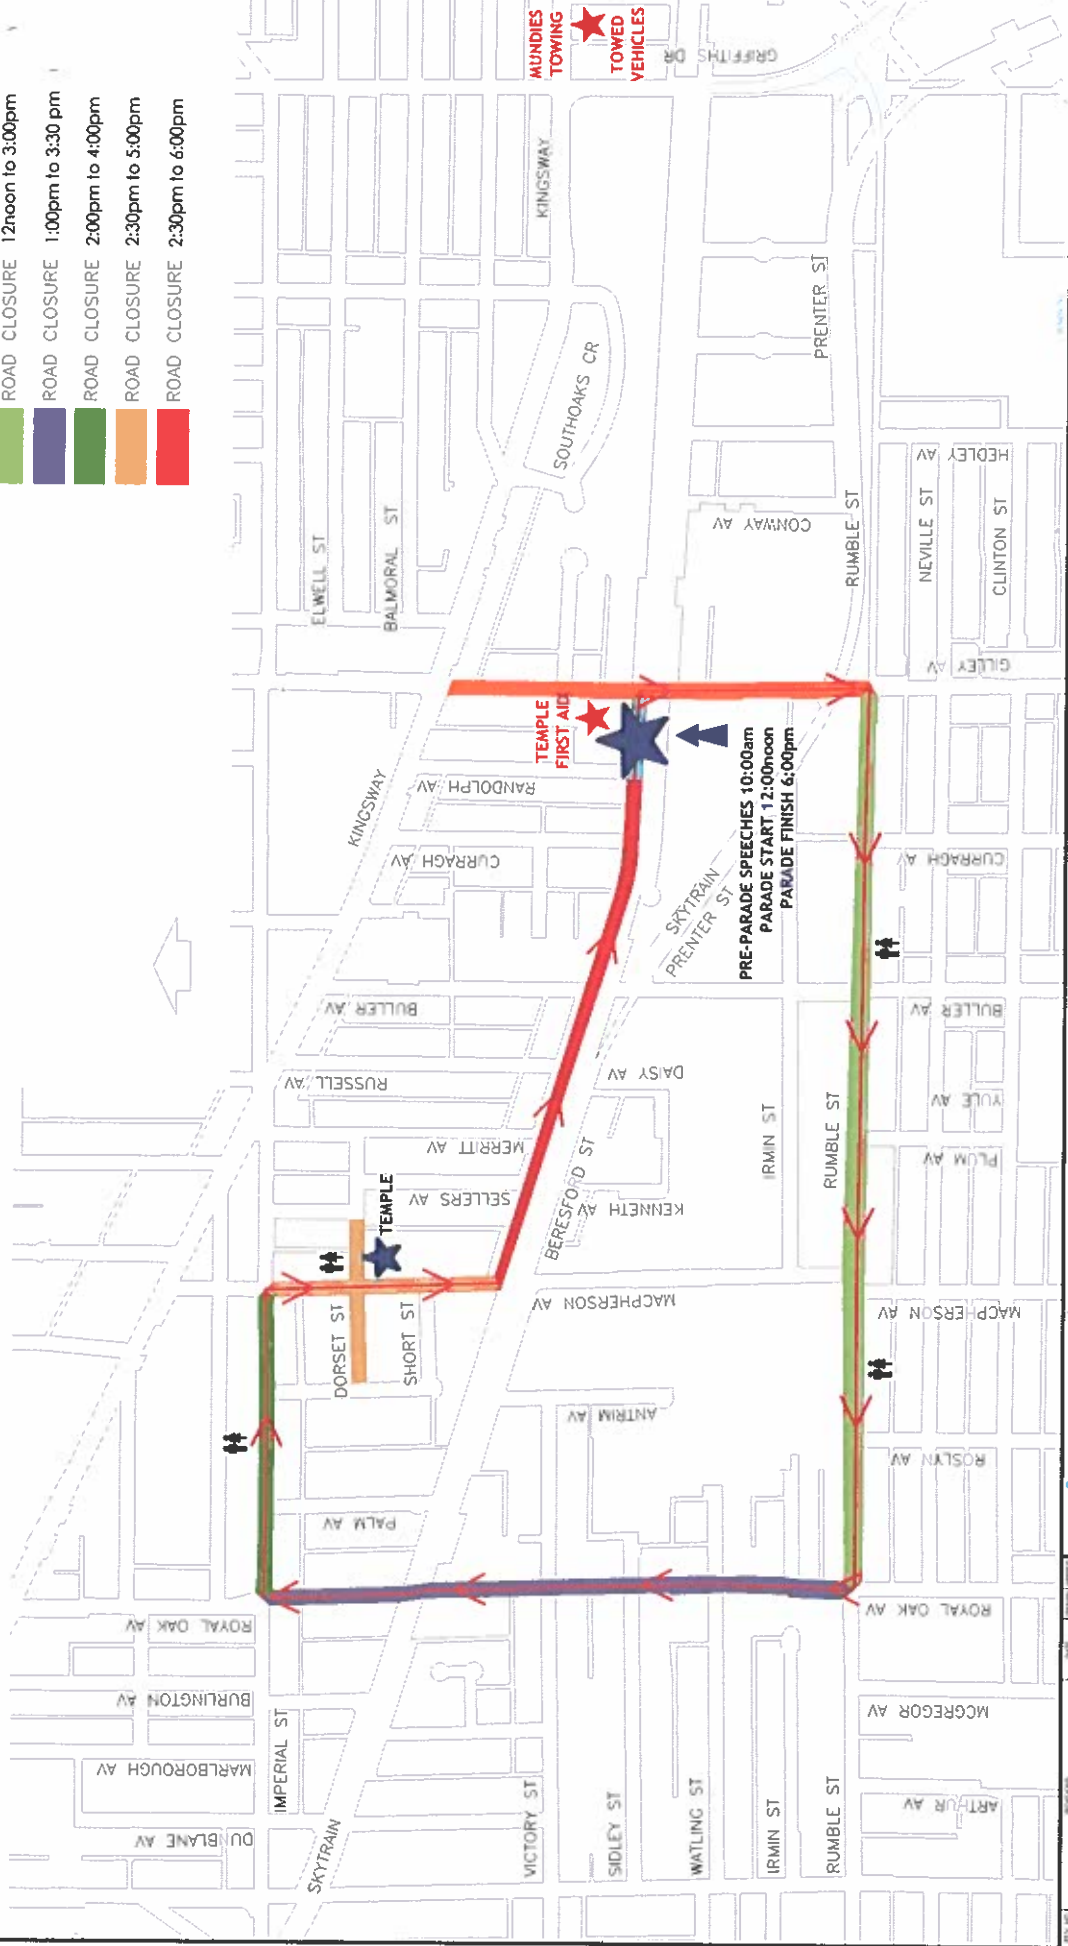 ROAD CLOSURE 12noon to 3:00pm
ROAD CLOSURE 1:00pm to 3:30 pm
ROAD CLOSURE 2:00pm to 4:00pm
ROAD CLOSURE 2:30pm to 5:00pm
ROAD CLOSURE 2:30pm to 6:00pm
DUNBLANE AV
MARLBOROUGH AV
BURLINGTON AV
ROYAL OAK AV
IMPERIAL ST
SKYTRAIN
PALM AV
DORSET ST
SHORT ST
TEMPLE
SELLERS AV
MERRITT AV
RUSSELL AV
BULLER AV
KINGSWAY
CURRAGH AV
RANDOLPH AV
ELWELL ST
BALMORAL ST
KINGSWAY
SOUTHOAKS CR
MUNDIES
TOWING
TOWED
VEHICLES
GRIFFITHS DR
TEMPLE
FIRST AID
PRE-PARADE SPEECHES 10:00am
PARADE START 12:00noon
PARADE FINISH 6:00pm
VICTORY ST
SIDLEY ST
WATLING ST
IRMIN ST
RUMBLE ST
ANTRIM AV
MACPHERSON AV
BERESFORD ST
KENNETH AV
DAISY AV
SKYTRAIN
PRENTER ST
IRMIN ST
RUMBLE ST
CONWAY AV
RUMBLE ST
PRENTER ST
ARTHUR AV
MCGREGOR AV
ROYAL OAK AV
ROSLYN AV
MACPHERSON AV
PLUM AV
YULE AV
BULLER AV
CURRAGH A
GILLEY AV
NEVILLE ST
CLINTON ST
HEDLEY AV